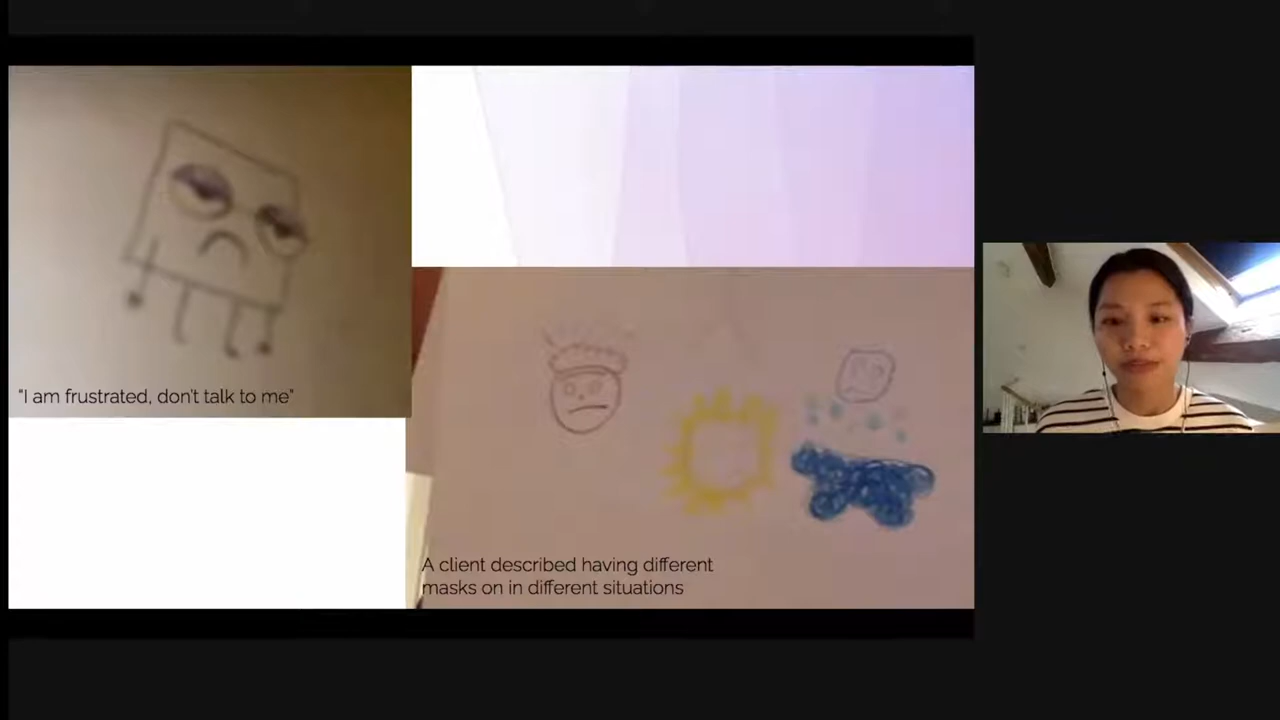 "I am frustrated, don't talk to me"
A client described having different
masks on in different situations